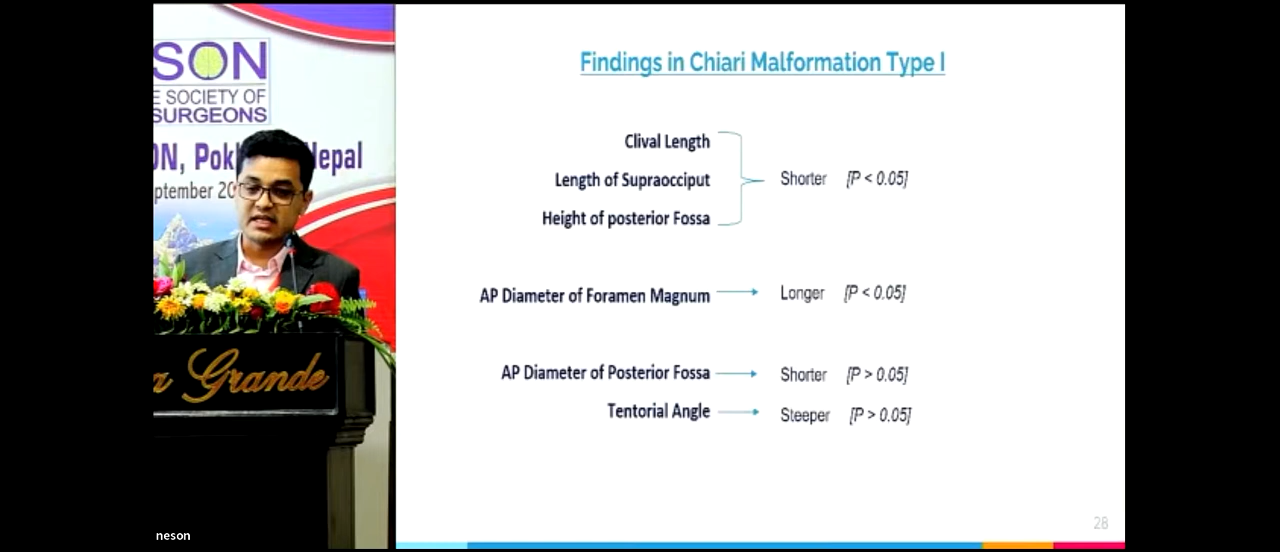 SON
E SOCIETY OF
SURGEONS
ON, Pok Nepal
ptember 20
a Grande
neson
Findings in Chiari Malformation Type I
Clival Length
Length of Supraocciput
Height of posterior Fossa
Shorter [P < 0.05]
AP Diameter of Foramen Magnum
Longer [P < 0.05]
AP Diameter of Posterior Fossa
Shorter [P > 0.05]
Tentorial Angle
Steeper [P > 0.05]
28